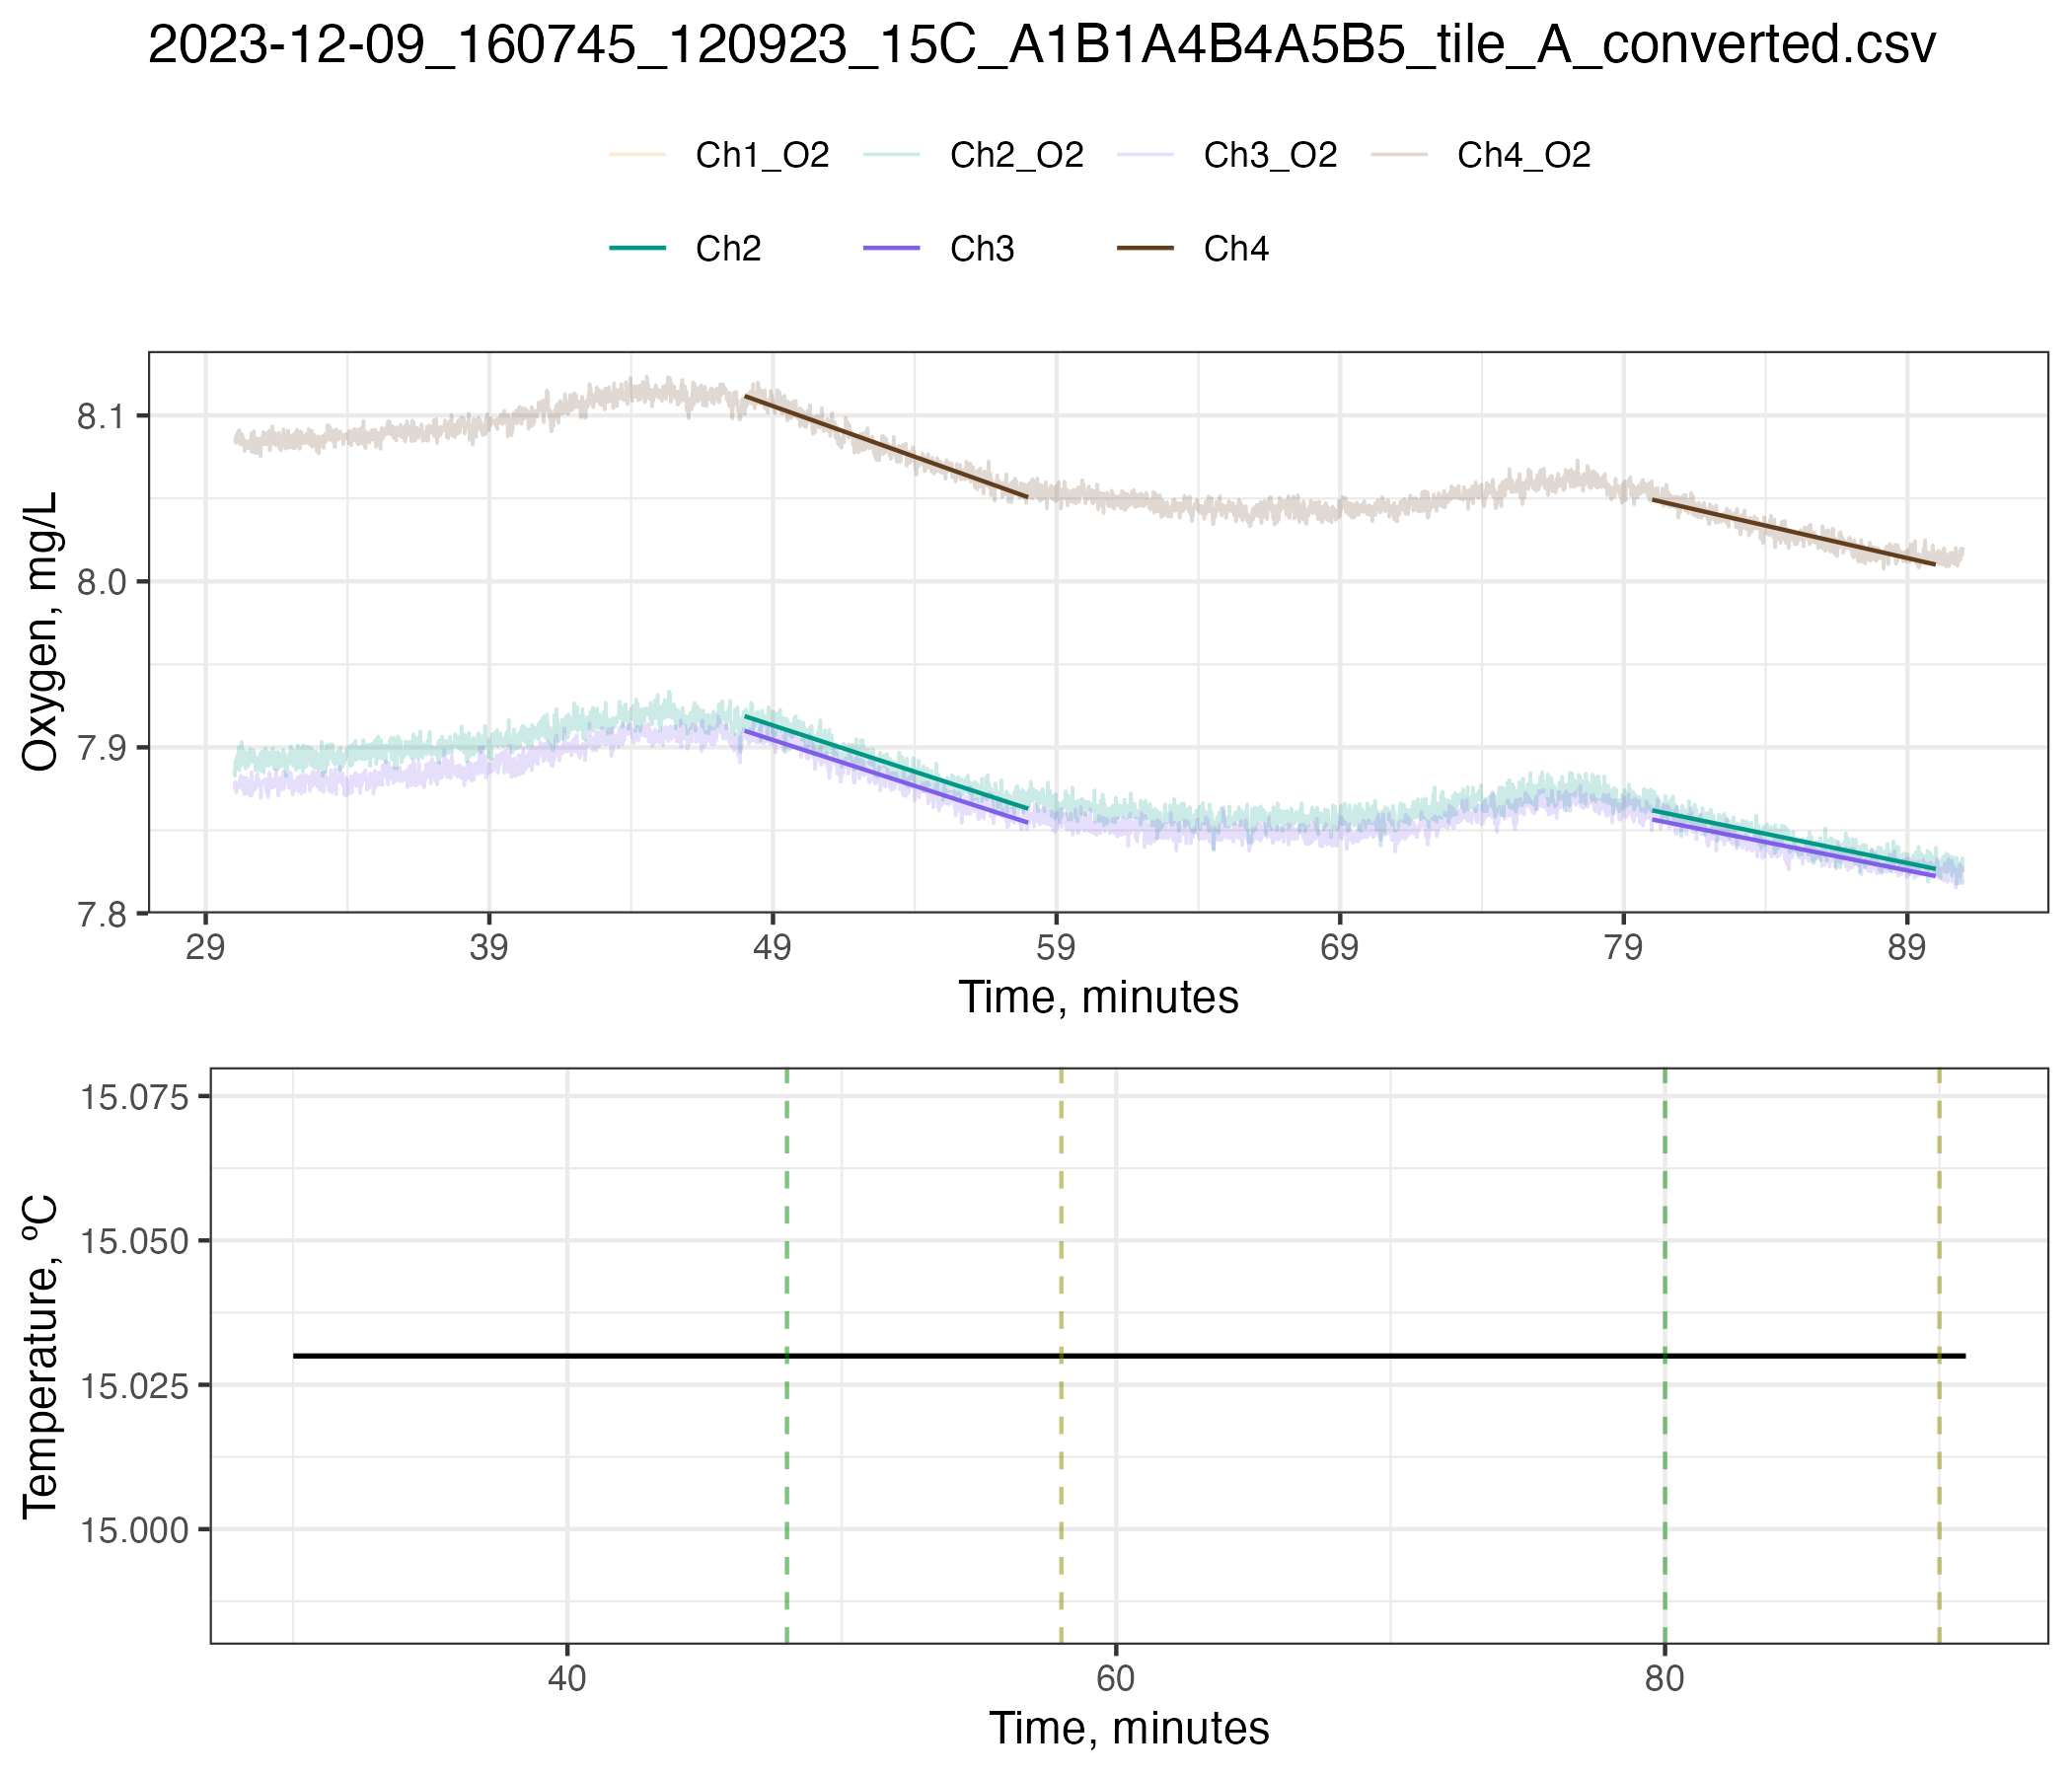 2023-12-09_160745_120923_15C_A1B1A4B4A5B5_tile_A_converted.csv
Ch1_O2 Ch2_O2 Ch3_O2 Ch4_O2
Ch2 Ch3 Ch4
Oxygen, mg/L
8.1
8.0
7.9
7.8
29 39 49 59 69 79 89
Time, minutes
Temperature, ºC
15.075
15.050
15.025
15.000
40 60 80
Time, minutes